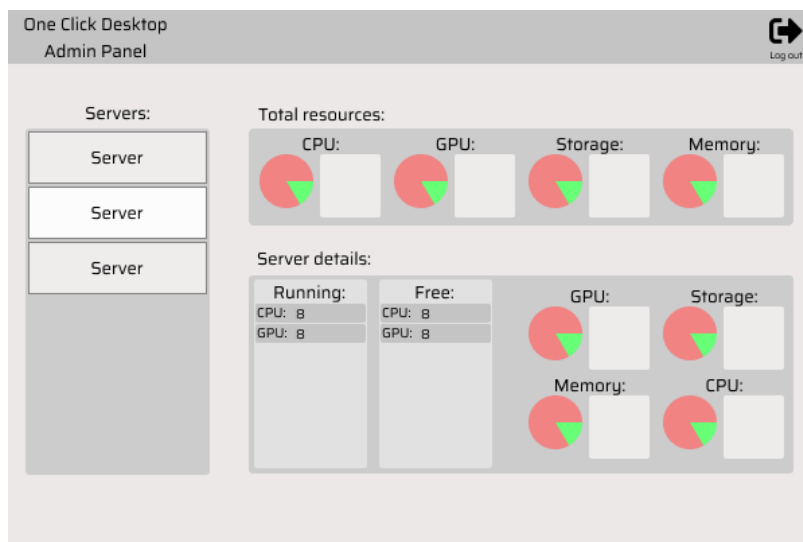 One Click Desktop
Admin Panel
Log out
Servers:
Server
Server
Server
Total resources:
CPU:
GPU:
Storage:
Memory:
Server details:
Running:
CPU: 8
GPU: 8
Free:
CPU: 8
GPU: 8
GPU:
Storage:
Memory:
CPU: